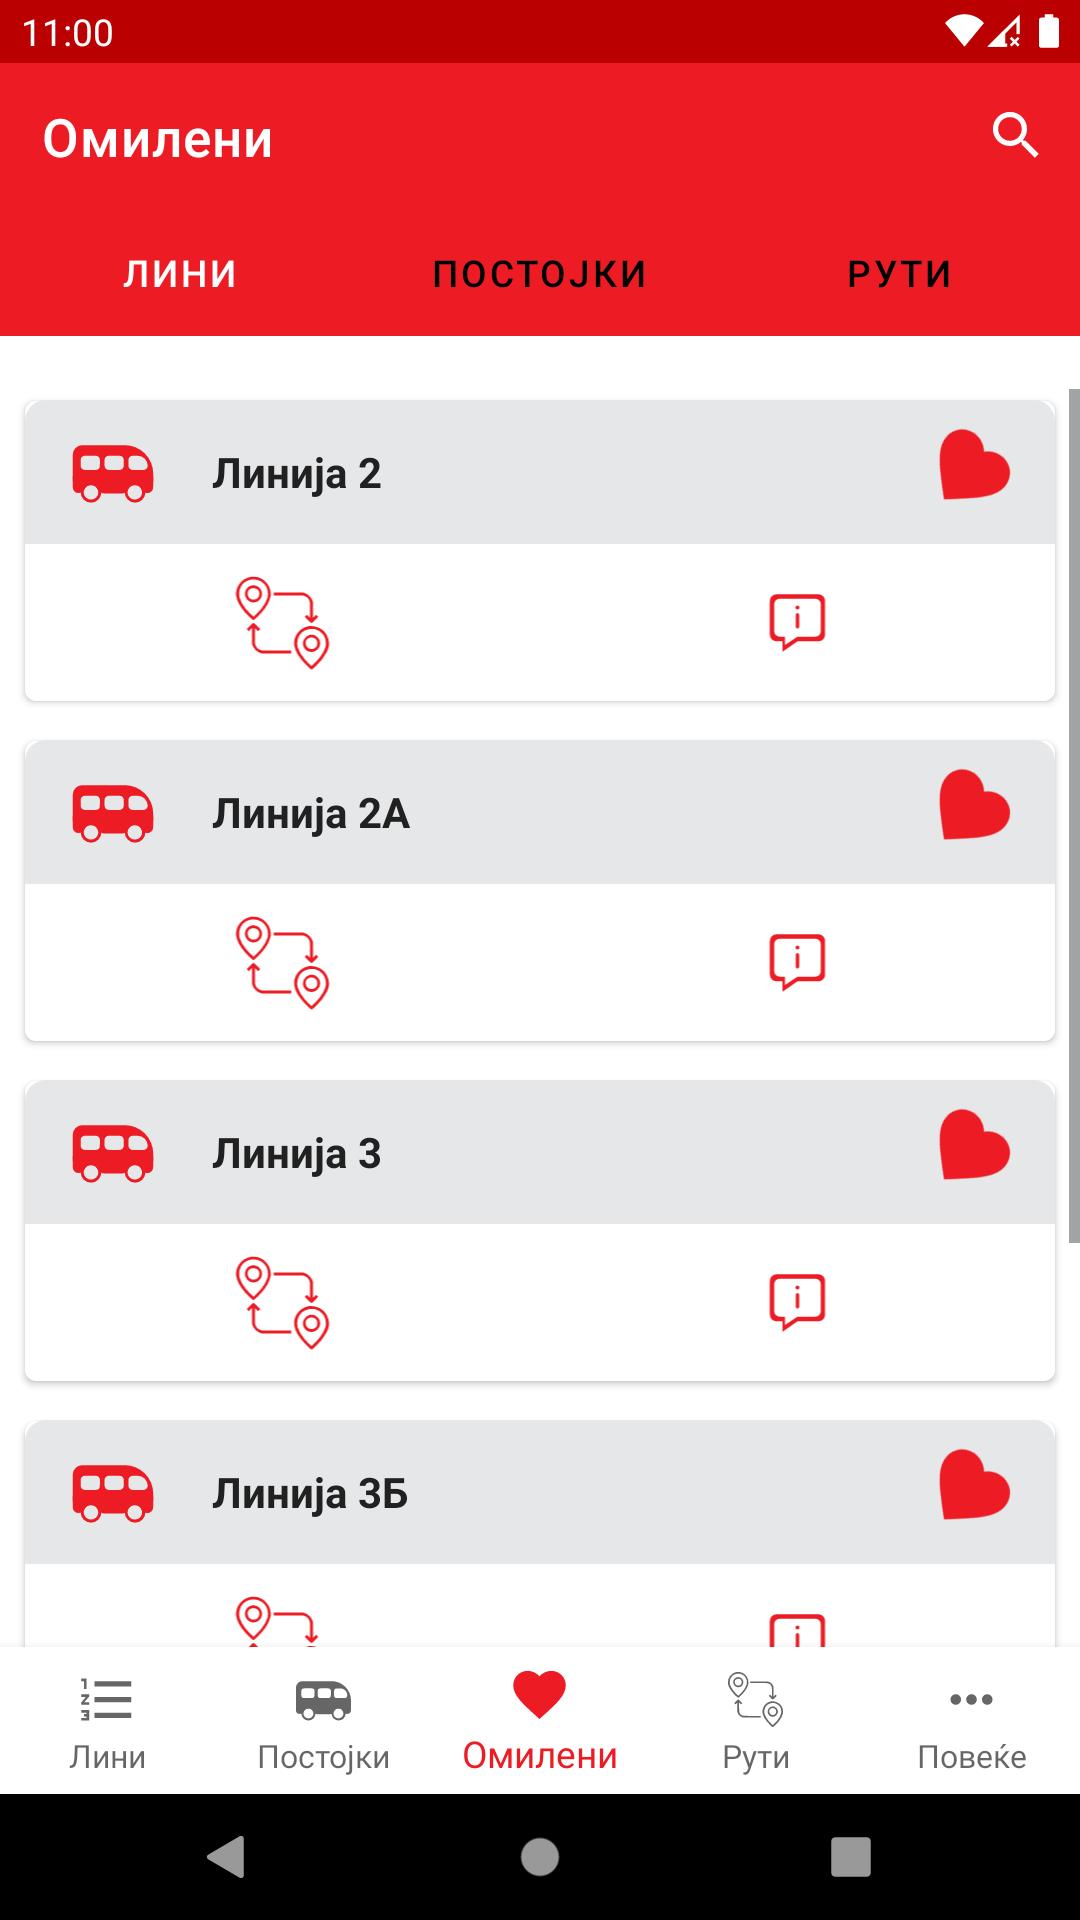 11:00
Омилени
ЛИНИ ПОСТОЈКИ РУТИ
Линија 2
Линија 2А
Линија 3
Линија 3Б
Лини Постојки Омилени Рути Повеќе